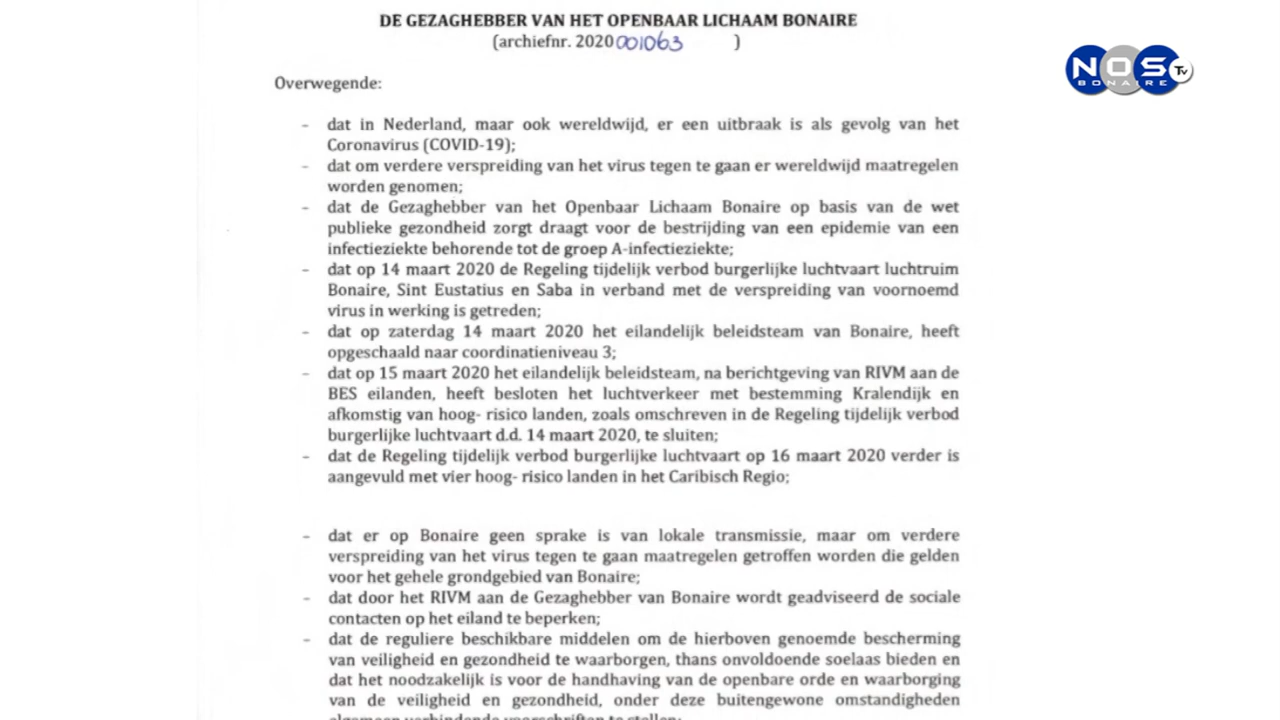 DE GEZAGHEBBER VAN HET OPENBAAR LICHAAM BONAIRE
(archiefnr. 2020 001063 )
NOS TV
BONAIRE
Overwegende:
- dat in Nederland, maar ook wereldwijd, er een uitbraak is als gevolg van het
Coronavirus (COVID-19);
- dat om verdere verspreiding van het virus tegen te gaan er wereldwijd maatregelen
worden genomen;
- dat de Gezaghebber van het Openbaar Lichaam Bonaire op basis van de wet
publieke gezondheid zorgt draagt voor de bestrijding van een epidemie van een
infectieziekte behorende tot de groep A-infectieziekte;
- dat op 14 maart 2020 de Regeling tijdelijk verbod burgerlijke luchtvaart luchtruim
Bonaire, Sint Eustatius en Saba in verband met de verspreiding van voornoemd
virus in werking is getreden;
- dat op zaterdag 14 maart 2020 het eilandelijk beleidsteam van Bonaire, heeft
opgeschaald naar coordinatieniveau 3;
- dat op 15 maart 2020 het eilandelijk beleidsteam, na berichtgeving van RIVM aan de
BES eilanden, heeft besloten het luchtverkeer met bestemming Kralendijk en
afkomstig van hoog- risico landen, zoals omschreven in de Regeling tijdelijk verbod
burgerlijke luchtvaart d.d. 14 maart 2020, te sluiten;
- dat de Regeling tijdelijk verbod burgerlijke luchtvaart op 16 maart 2020 verder is
aangevuld met vier hoog- risico landen in het Caribisch Regio;
- dat er op Bonaire geen sprake is van lokale transmissie, maar om verdere
verspreiding van het virus tegen te gaan maatregelen getroffen worden die gelden
voor het gehele grondgebied van Bonaire;
- dat door het RIVM aan de Gezaghebber van Bonaire wordt geadviseerd de sociale
contacten op het eiland te beperken;
- dat de reguliere beschikbare middelen om de hierboven genoemde bescherming
van veiligheid en gezondheid te waarborgen, thans onvoldoende soelaas bieden en
dat het noodzakelijk is voor de handhaving van de openbare orde en waarborging
van de veiligheid en gezondheid, onder deze buitengewone omstandigheden